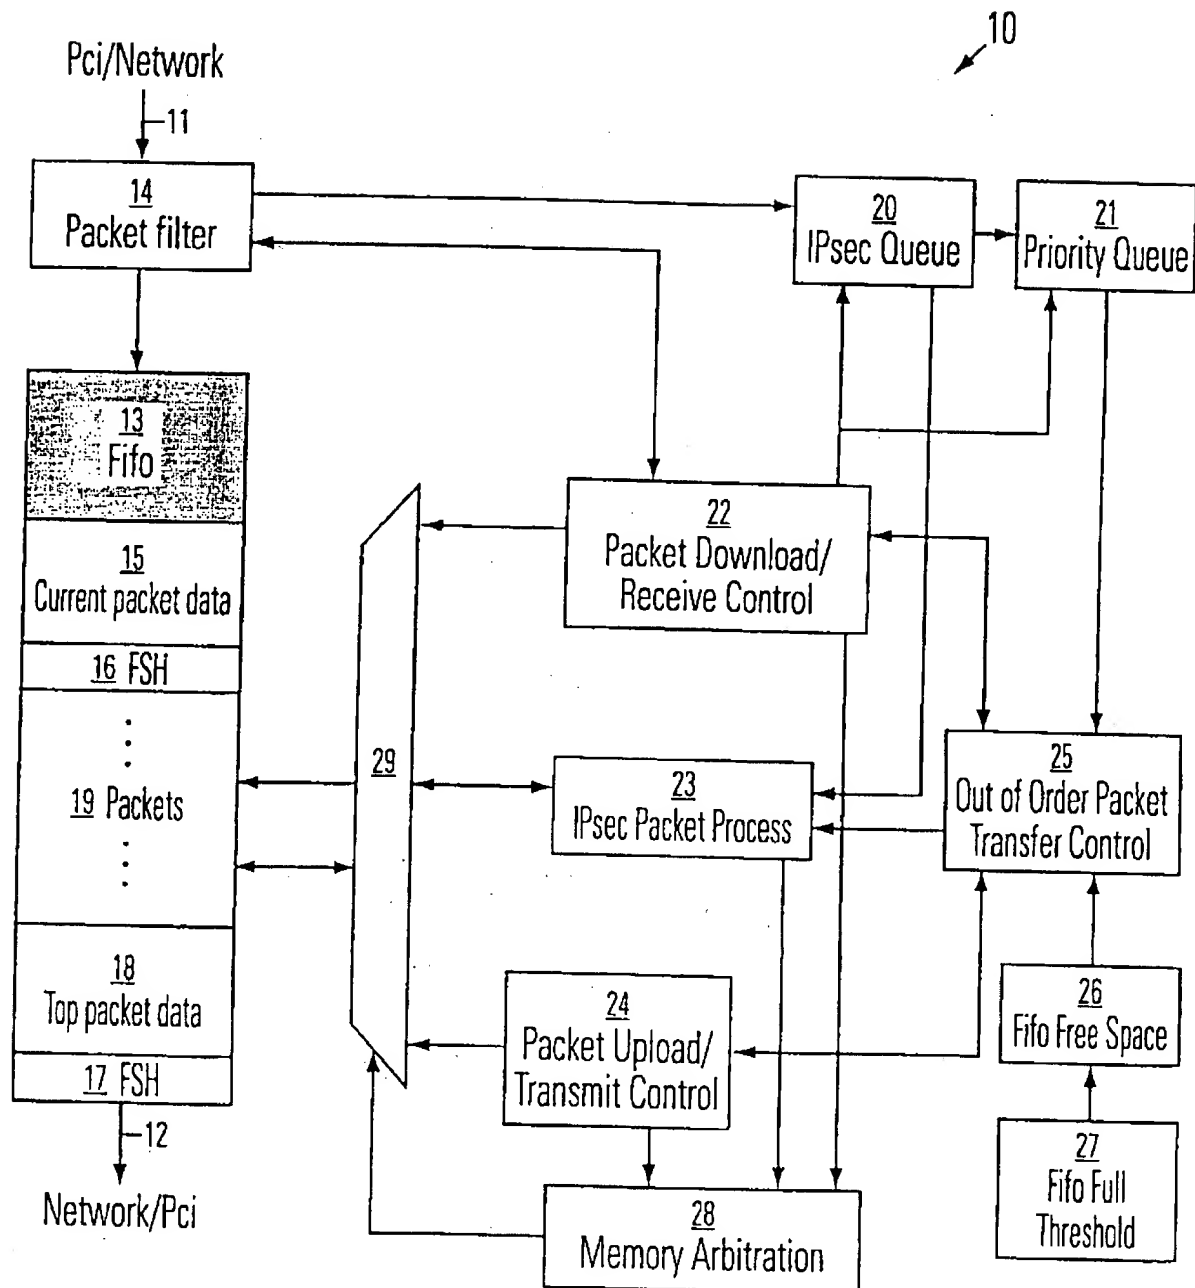 10
Pci/Network
11
14
Packet filter
20
IPsec Queue
21
Priority Queue
13
Fifo
22
Packet Download/
Receive Control
15
Current packet data
16 FSH
29
19 Packets
23
IPsec Packet Process
25
Out of Order Packet
Transfer Control
18
Top packet data
24
Packet Upload/
Transmit Control
26
Fifo Free Space
17 FSH
12
Network/Pci
27
Fifo Full
Threshold
28
Memory Arbitration